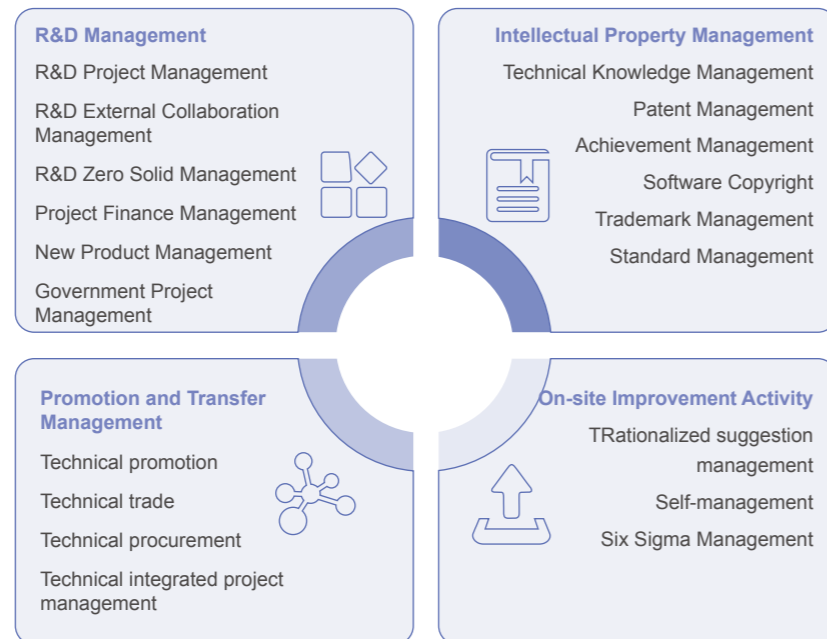 R&D Management
R&D Project Management
R&D External Collaboration
Management
R&D Zero Solid Management
Project Finance Management
New Product Management
Government Project
Management
Intellectual Property Management
Technical Knowledge Management
Patent Management
Achievement Management
Software Copyright
Trademark Management
Standard Management
Promotion and Transfer
Management
Technical promotion
Technical trade
Technical procurement
Technical integrated project
management
On-site Improvement Activity
TRationalized suggestion
management
Self-management
Six Sigma Management